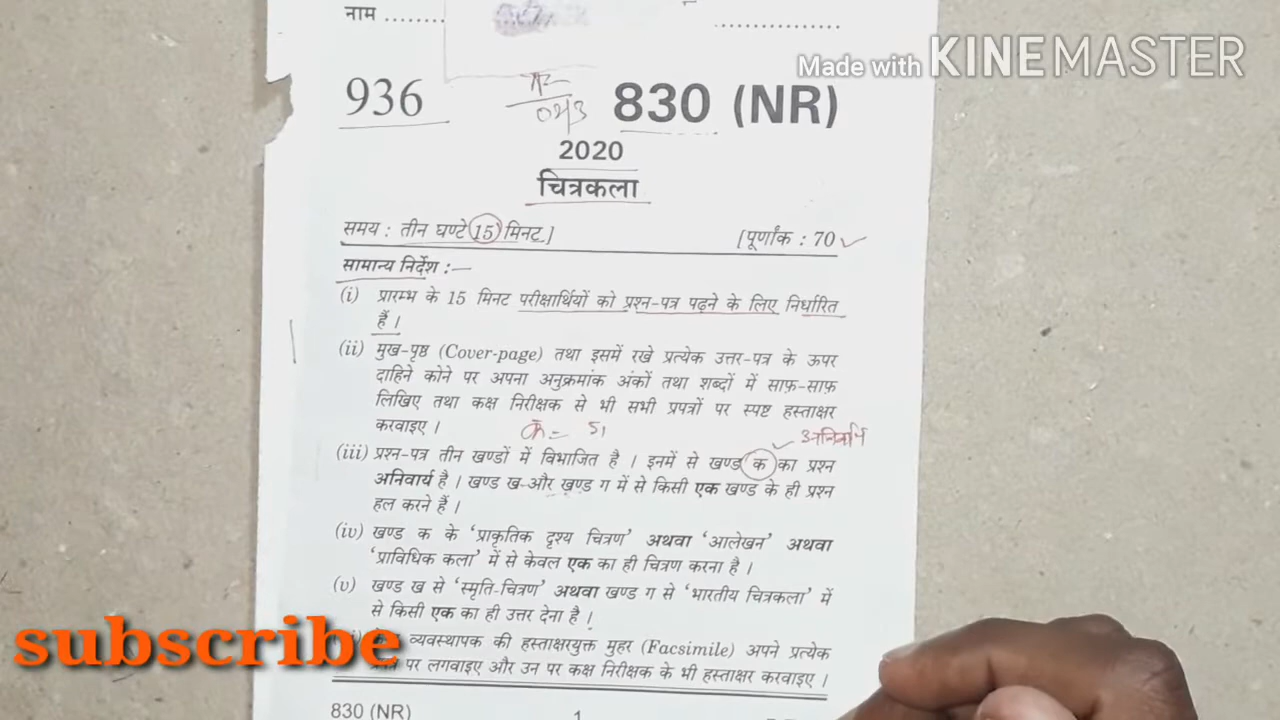 नाम ........
..................
Made with KINEMASTER
936
830 (NR)
2020
चित्रकला
समय : तीन घण्टे 15 मिनट ]
[ पूर्णांक : 70
सामान्य निर्देश :—
(i) प्रारम्भ के 15 मिनट परीक्षार्थियों को प्रश्न-पत्र पढ़ने के लिए निर्धारित
हैं ।
(ii) मुख-पृष्ठ (Cover-page) तथा इसमें रखे प्रत्येक उत्तर-पत्र के ऊपर
दाहिने कोने पर अपना अनुक्रमांक अंकों तथा शब्दों में साफ़-साफ़
लिखिए तथा कक्ष निरीक्षक से भी सभी प्रपत्रों पर स्पष्ट हस्ताक्षर
करवाइए ।
अनिवार्य
(iii) प्रश्न-पत्र तीन खण्डों में विभाजित है । इनमें से खण्ड क का प्रश्न
अनिवार्य है । खण्ड ख और खण्ड ग में से किसी एक खण्ड के ही प्रश्न
हल करने हैं ।
(iv) खण्ड क के 'प्राकृतिक दृश्य चित्रण' अथवा 'आलेखन' अथवा
'प्राविधिक कला' में से केवल एक का ही चित्रण करना है ।
(v) खण्ड ख से 'स्मृति-चित्रण' अथवा खण्ड ग से 'भारतीय चित्रकला' में
से किसी एक का ही उत्तर देना है ।
subscribe
व्यवस्थापक की हस्ताक्षरयुक्त मुहर (Facsimile) अपने प्रत्येक
पर लगवाइए और उन पर कक्ष निरीक्षक के भी हस्ताक्षर करवाइए ।
830 (NR)
1